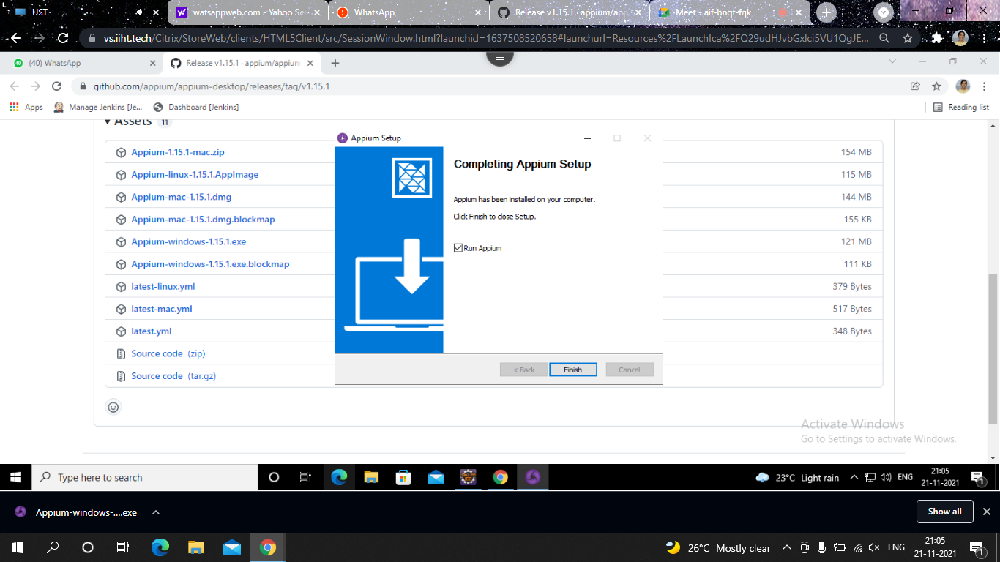 UST
watsappweb.com - Yahoo Se
WhatsApp
Release v1.15.1 · appium/ap
Meet - aif-bnqt-fqk
vs.iiht.tech/Citrix/StoreWeb/clients/HTML5Client/src/SessionWindow.html?launchid=1637508520658#launchurl=Resources%2FLaunchIca%2FQ29udHJvbGxlci5VU1QgJE...
(40) WhatsApp
Release v1.15.1 · appium/appium
github.com/appium/appium-desktop/releases/tag/v1.15.1
Apps
Manage Jenkins [Je...
Dashboard [Jenkins]
Reading list
Assets 11
Appium-1.15.1-mac.zip 154 MB
Appium-linux-1.15.1.AppImage 115 MB
Appium-mac-1.15.1.dmg 144 MB
Appium-mac-1.15.1.dmg.blockmap 155 KB
Appium-windows-1.15.1.exe 121 MB
Appium-windows-1.15.1.exe.blockmap 111 KB
latest-linux.yml 379 Bytes
latest-mac.yml 517 Bytes
latest.yml 348 Bytes
Source code (zip)
Source code (tar.gz)
Appium Setup
Completing Appium Setup
Appium has been installed on your computer.
Click Finish to close Setup.
Run Appium
< Back
Finish
Cancel
Activate Windows
Go to Settings to activate Windows.
Type here to search
23°C Light rain
ENG
21:05
21-11-2021
1
Appium-windows-....exe
Show all
26°C Mostly clear
ENG
21:05
21-11-2021
1